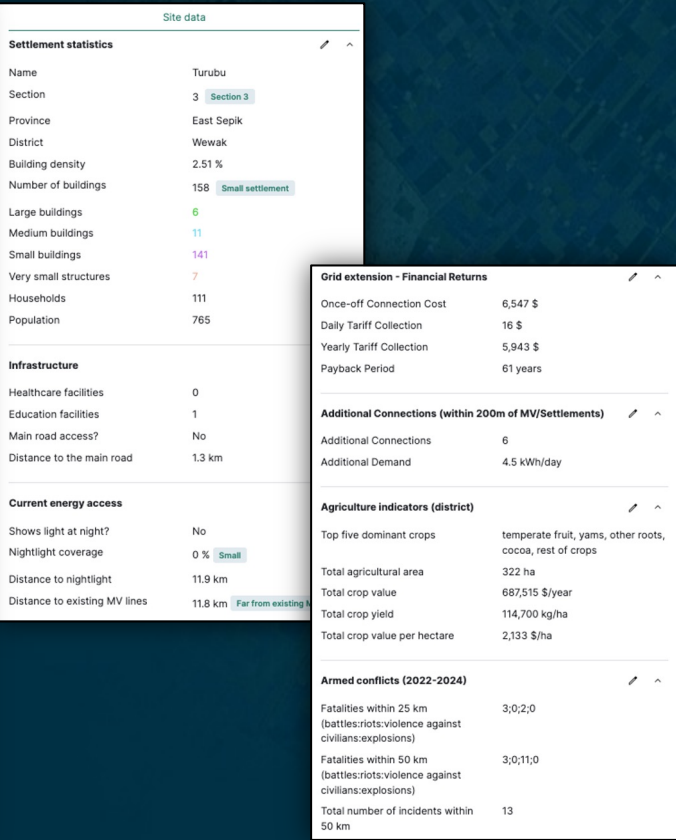 Site data
Settlement statistics
Name Turubu
Section 3 Section 3
Province East Sepik
District Wewak
Building density 2.51 %
Number of buildings 158 Small settlement
Large buildings 6
Medium buildings 11
Small buildings 141
Very small structures 7
Households 111
Population 765
Infrastructure
Healthcare facilities 0
Education facilities 1
Main road access? No
Distance to the main road 1.3 km
Current energy access
Shows light at night? No
Nightlight coverage 0 % Small
Distance to nightlight 11.9 km
Distance to existing MV lines 11.8 km Far from existing
Grid extension - Financial Returns
Once-off Connection Cost 6,547 $
Daily Tariff Collection 16 $
Yearly Tariff Collection 5,943 $
Payback Period 61 years
Additional Connections (within 200m of MV/Settlements)
Additional Connections 6
Additional Demand 4.5 kWh/day
Agriculture indicators (district)
Top five dominant crops temperate fruit, yams, other roots,
cocoa, rest of crops
Total agricultural area 322 ha
Total crop value 687,515 $/year
Total crop yield 114,700 kg/ha
Total crop value per hectare 2,133 $/ha
Armed conflicts (2022-2024)
Fatalities within 25 km 3;0;2;0
(battles:riots:violence against
civilians:explosions)
Fatalities within 50 km 3;0;11;0
(battles:riots:violence against
civilians:explosions)
Total number of incidents within 13
50 km